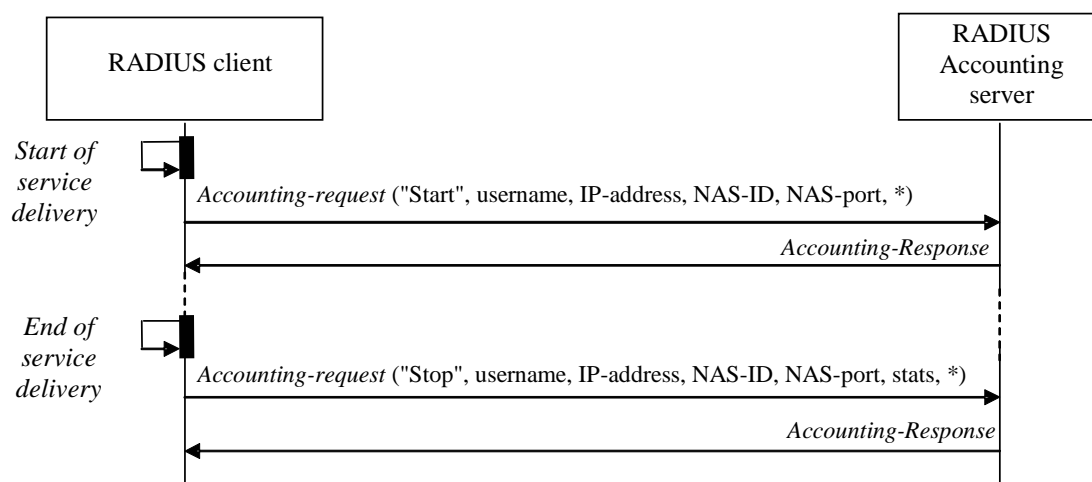 RADIUS client
RADIUS
Accounting
server
Start of
service
delivery
Accounting-request ("Start", username, IP-address, NAS-ID, NAS-port, *)
Accounting-Response
End of
service
delivery
Accounting-request ("Stop", username, IP-address, NAS-ID, NAS-port, stats, *)
Accounting-Response